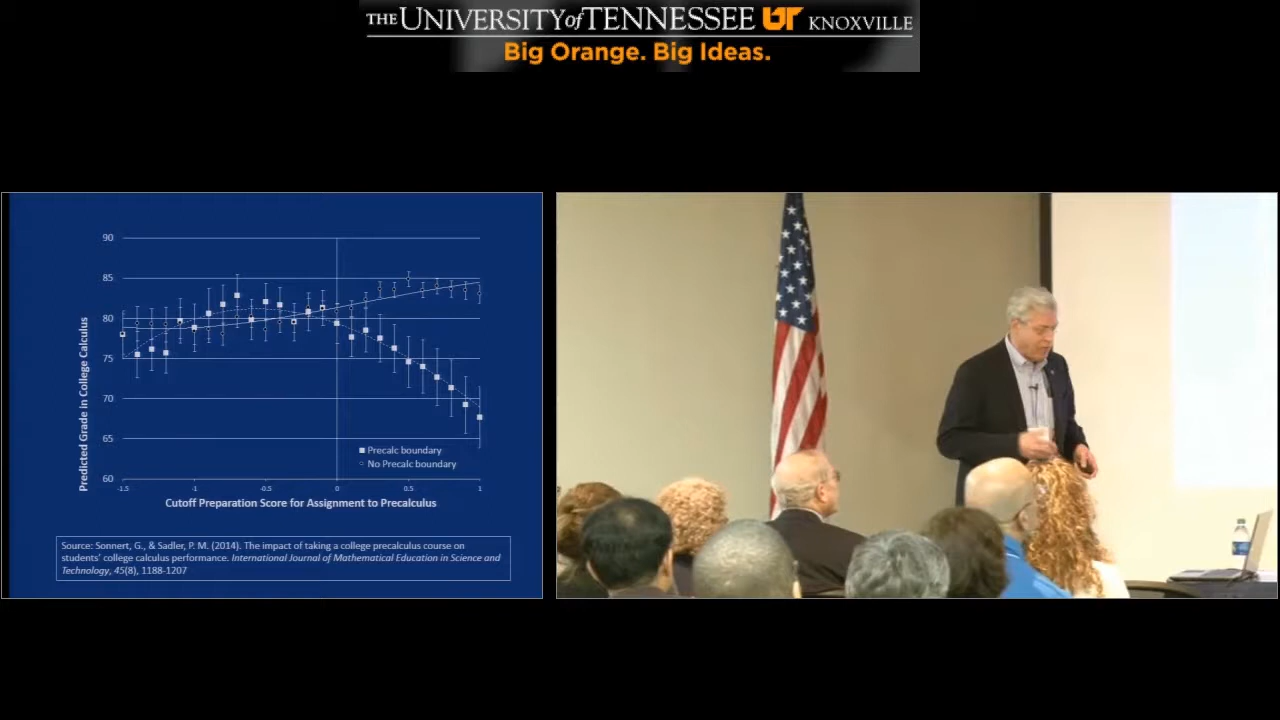 THE UNIVERSITY of TENNESSEE UT KNOXVILLE
Big Orange. Big Ideas.
90
85
80
75
70
65
60
Predicted Grade in College Calculus
Precalc boundary
No Precalc boundary
-1.5 -1 -0.5 0 0.5 1
Cutoff Preparation Score for Assignment to Precalculus
Source: Sonnert, G., & Sadler, P. M. (2014). The impact of taking a college precalculus course on
students' college calculus performance. International Journal of Mathematical Education in Science and
Technology, 45(8), 1188-1207